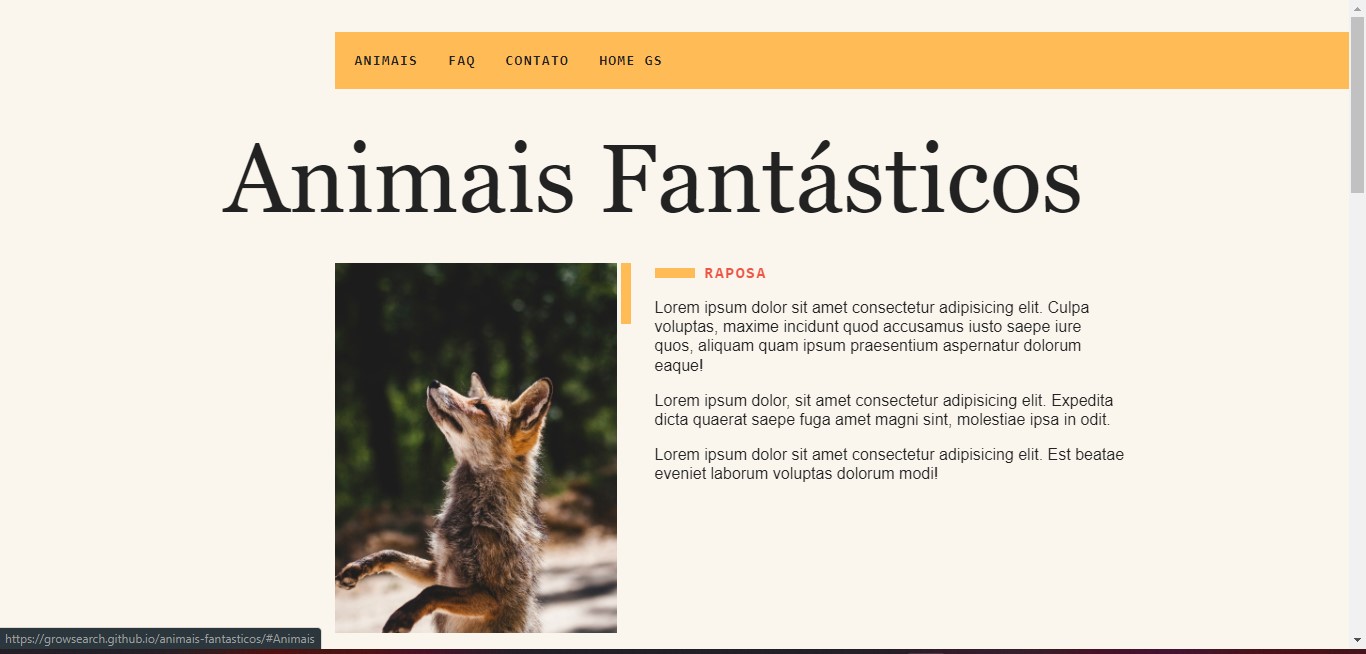 ANIMAIS FAQ CONTATO HOME GS
Animais Fantásticos
RAPOSA
Lorem ipsum dolor sit amet consectetur adipisicing elit. Culpa
voluptas, maxime incidunt quod accusamus iusto saepe iure
quos, aliquam quam ipsum praesentium aspernatur dolorum
eaque!
Lorem ipsum dolor, sit amet consectetur adipisicing elit. Expedita
dicta quaerat saepe fuga amet magni sint, molestiae ipsa in odit.
Lorem ipsum dolor sit amet consectetur adipisicing elit. Est beatae
eveniet laborum voluptas dolorum modi!
https://growsearch.github.io/animais-fantasticos/#Animais